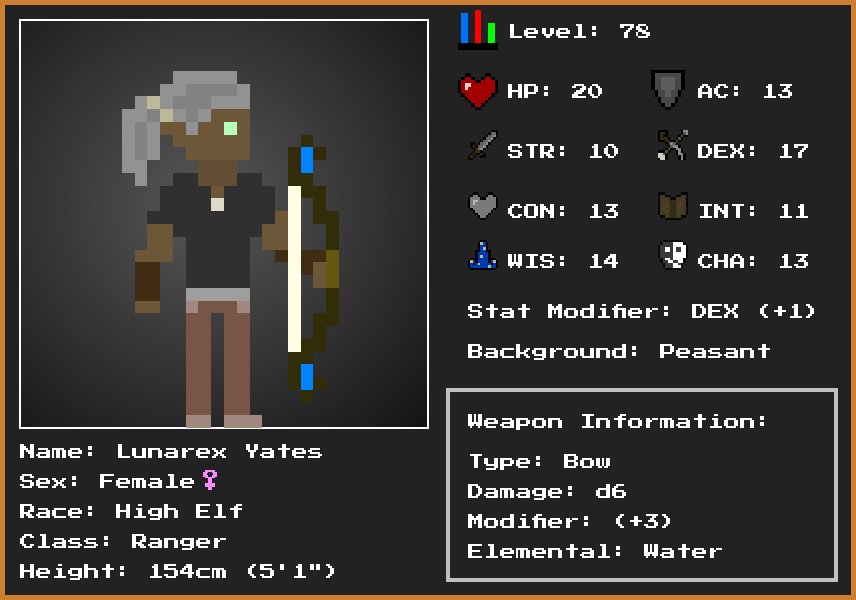 Level: 78
HP: 20
AC: 13
STR: 10
DEX: 17
CON: 13
INT: 11
WIS: 14
CHA: 13
Stat Modifier: DEX (+1)
Background: Peasant
Weapon Information:
Type: Bow
Damage: d6
Modifier: (+3)
Elemental: Water
Name: Lunarex Yates
Sex: Female♀
Race: High Elf
Class: Ranger
Height: 154cm (5'1")